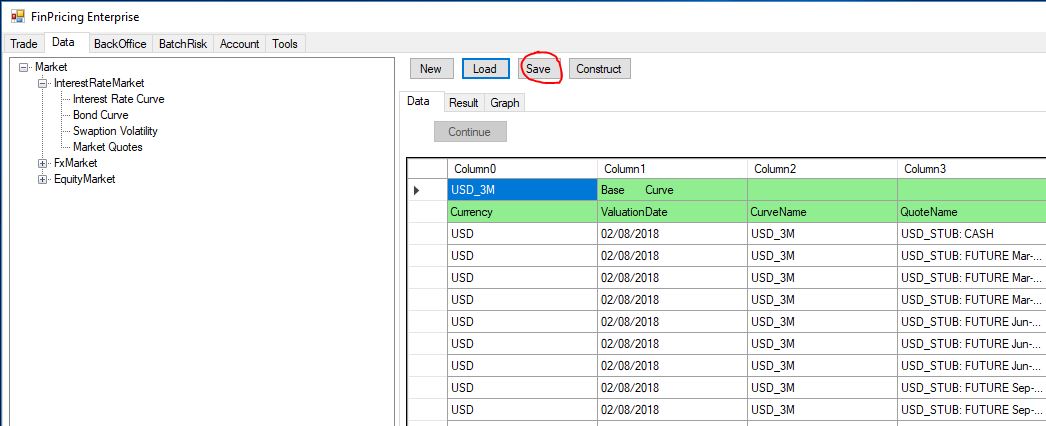 FinPricing Enterprise
Trade Data BackOffice BatchRisk Account Tools
Market
InterestRateMarket
Interest Rate Curve
Bond Curve
Swaption Volatility
Market Quotes
FxMarket
EquityMarket
New Load Save Construct
Data Result Graph
Continue
Column0 Column1 Column2 Column3
USD_3M Base Curve
Currency ValuationDate CurveName QuoteName
USD 02/08/2018 USD_3M USD_STUB: CASH
USD 02/08/2018 USD_3M USD_STUB: FUTURE Mar-...
USD 02/08/2018 USD_3M USD_STUB: FUTURE Mar-...
USD 02/08/2018 USD_3M USD_STUB: FUTURE Mar-...
USD 02/08/2018 USD_3M USD_STUB: FUTURE Jun-...
USD 02/08/2018 USD_3M USD_STUB: FUTURE Jun-...
USD 02/08/2018 USD_3M USD_STUB: FUTURE Jun-...
USD 02/08/2018 USD_3M USD_STUB: FUTURE Sep-...
USD 02/08/2018 USD_3M USD_STUB: FUTURE Sep-...